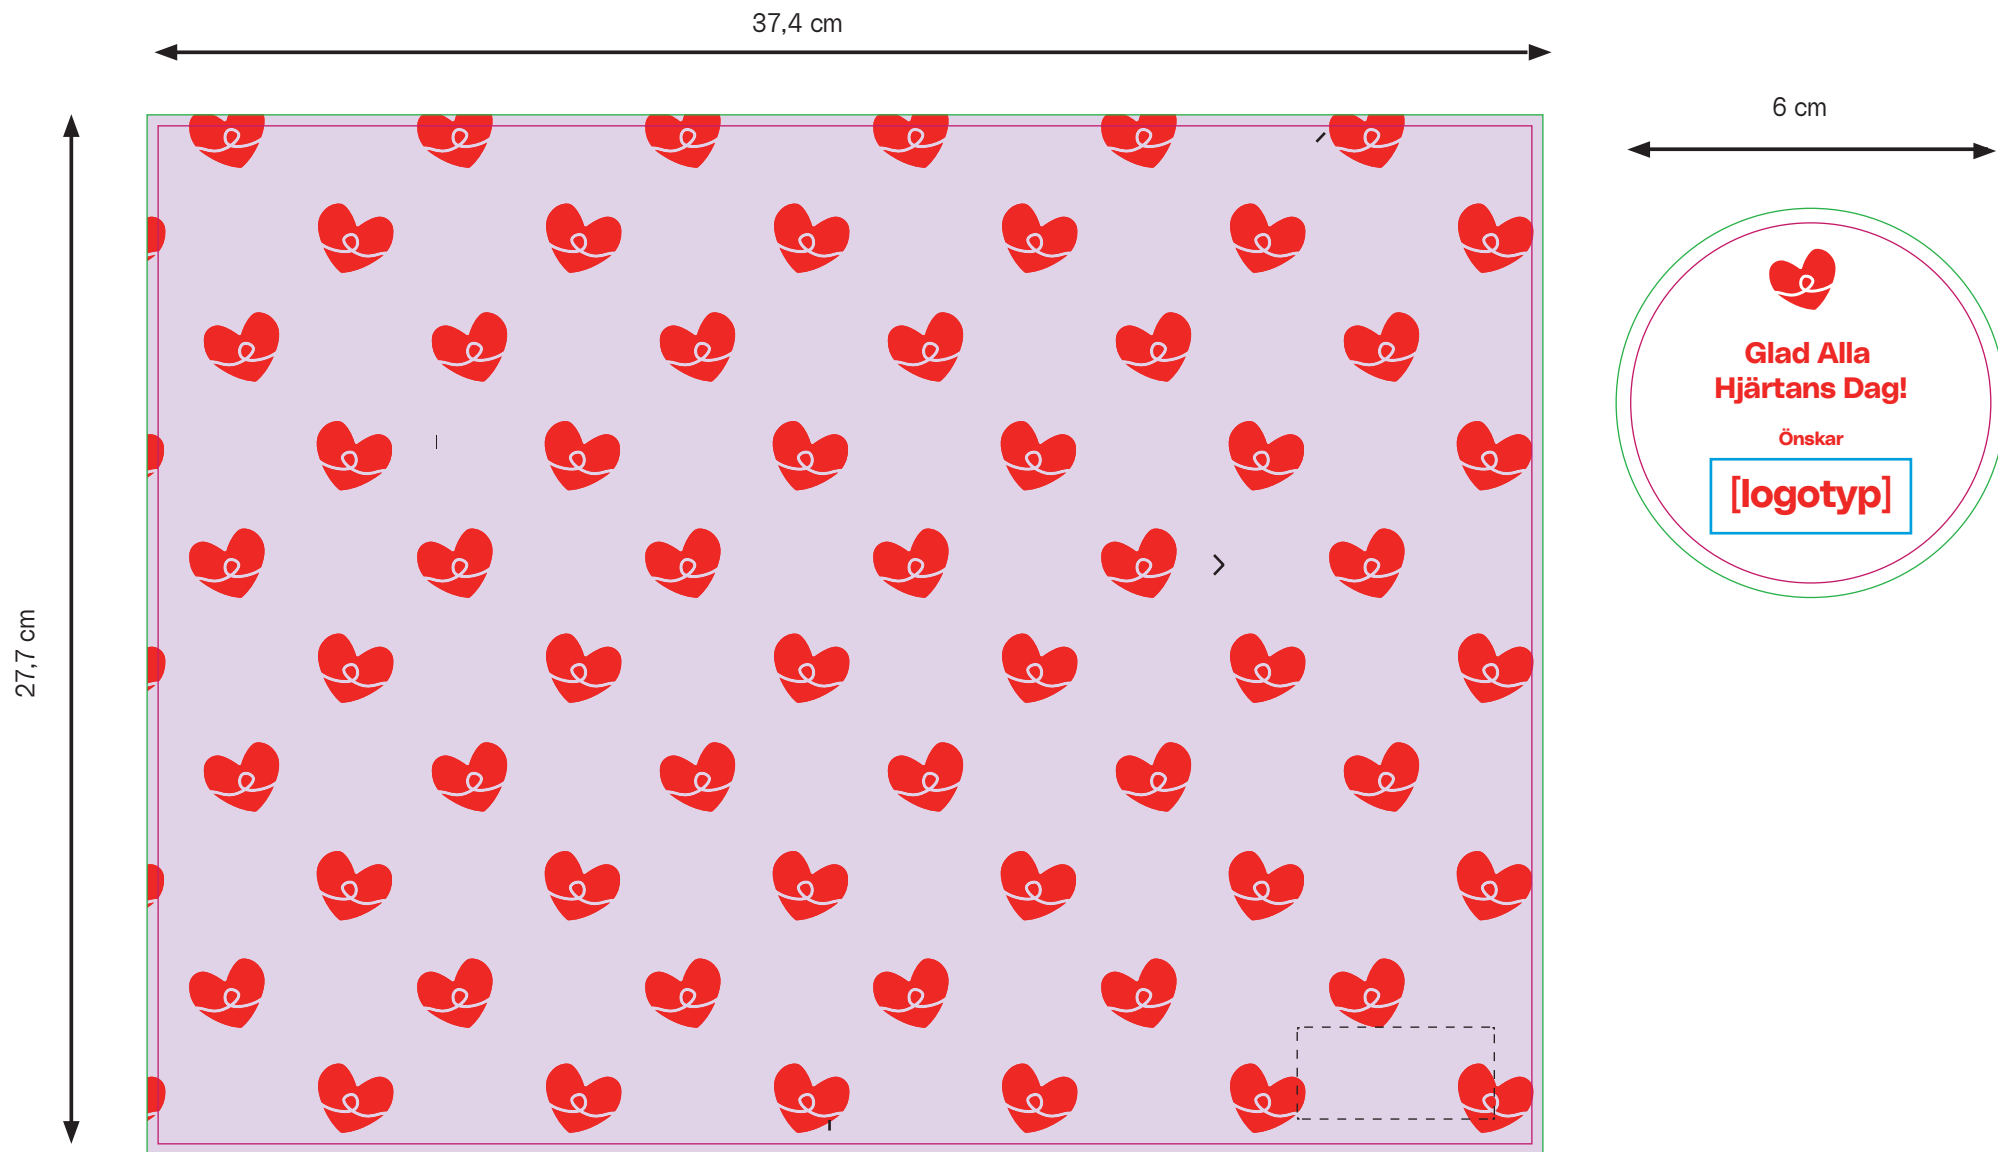 37,4 cm
6 cm
27,7 cm
Glad Alla
Hjärtans Dag!
Önskar
[logotyp]